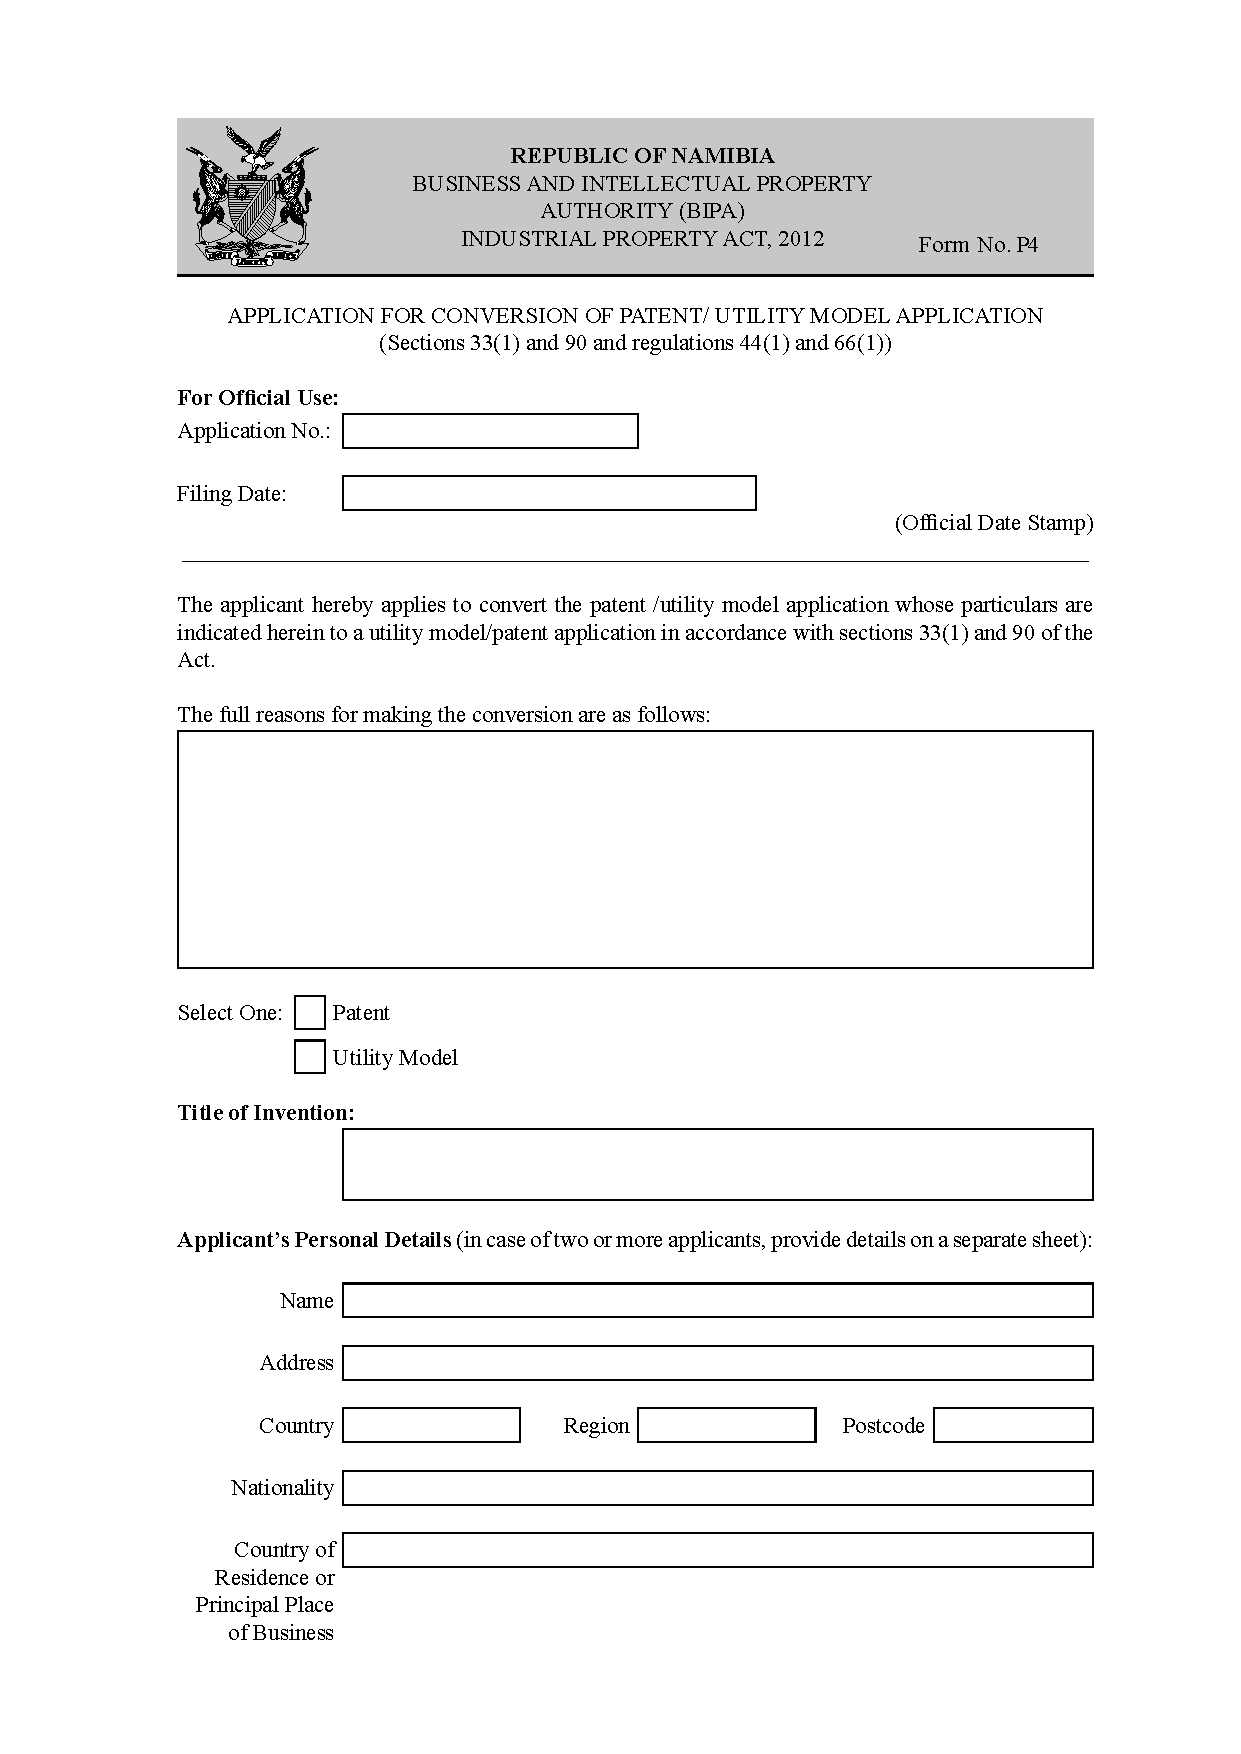 REPUBLIC OF NAMIBIA
BUSINESS AND INTELLECTUAL PROPERTY
AUTHORITY (BIPA)
INDUSTRIAL PROPERTY ACT, 2012
Form No. P4
APPLICATION FOR CONVERSION OF PATENT/ UTILITY MODEL APPLICATION
(Sections 33(1) and 90 and regulations 44(1) and 66(1))
For Official Use:
Application No.:
Filing Date:
(Official Date Stamp)
The applicant hereby applies to convert the patent /utility model application whose particulars are
indicated herein to a utility model/patent application in accordance with sections 33(1) and 90 of the
Act.
The full reasons for making the conversion are as follows:
Select One: Patent
Utility Model
Title of Invention:
Applicant’s Personal Details (in case of two or more applicants, provide details on a separate sheet):
Name
Address
Country Region Postcode
Nationality
Country of
Residence or
Principal Place
of Business